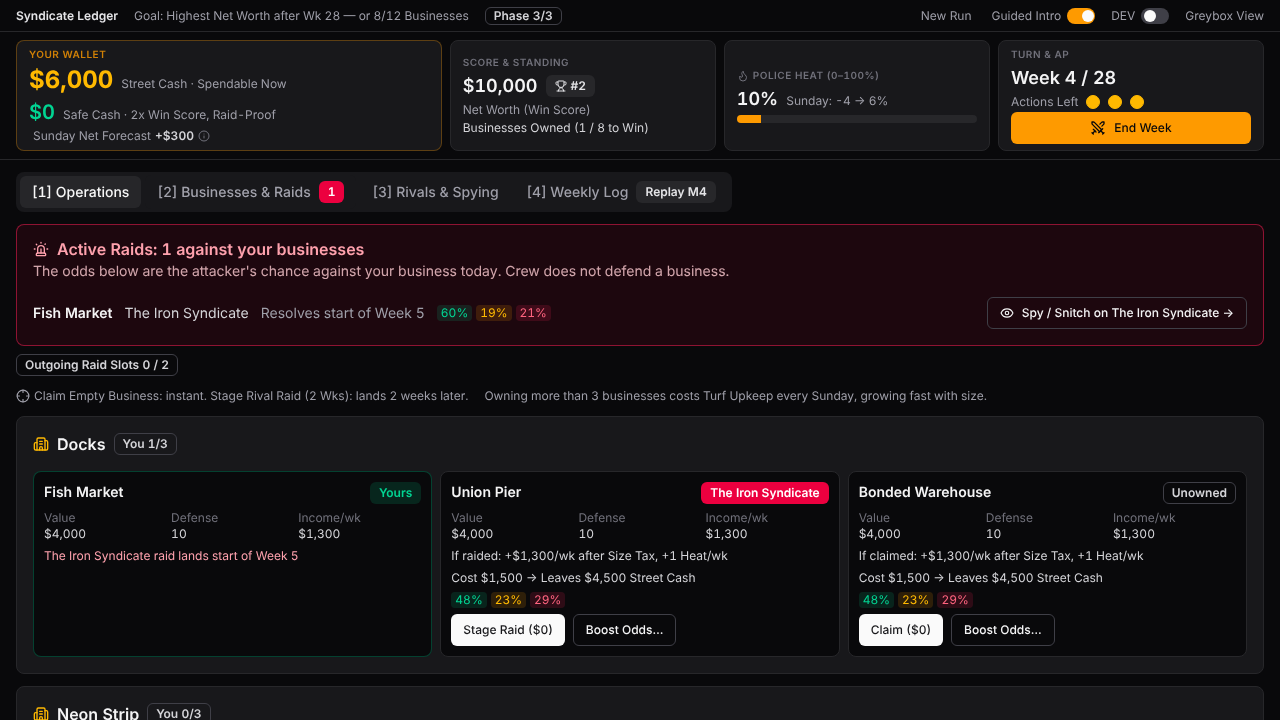 Syndicate Ledger Goal: Highest Net Worth after Wk 28 — or 8/12 Businesses Phase 3/3 New Run Guided Intro DEV Greybox View
YOUR WALLET
$6,000 Street Cash · Spendable Now
$0 Safe Cash · 2x Win Score, Raid-Proof
Sunday Net Forecast +$300
SCORE & STANDING
$10,000 #2
Net Worth (Win Score)
Businesses Owned (1 / 8 to Win)
POLICE HEAT (0–100%)
10% Sunday: -4 → 6%
TURN & AP
Week 4 / 28
Actions Left
End Week
[1] Operations [2] Businesses & Raids 1 [3] Rivals & Spying [4] Weekly Log Replay M4
Active Raids: 1 against your businesses
The odds below are the attacker's chance against your business today. Crew does not defend a business.
Fish Market The Iron Syndicate Resolves start of Week 5 60% 19% 21% Spy / Snitch on The Iron Syndicate →
Outgoing Raid Slots 0 / 2
Claim Empty Business: instant. Stage Rival Raid (2 Wks): lands 2 weeks later. Owning more than 3 businesses costs Turf Upkeep every Sunday, growing fast with size.
Docks You 1/3
Fish Market Yours
Value Defense Income/wk
$4,000 10 $1,300
The Iron Syndicate raid lands start of Week 5
Union Pier The Iron Syndicate
Value Defense Income/wk
$4,000 10 $1,300
If raided: +$1,300/wk after Size Tax, +1 Heat/wk
Cost $1,500 → Leaves $4,500 Street Cash
48% 23% 29%
Stage Raid ($0) Boost Odds...
Bonded Warehouse Unowned
Value Defense Income/wk
$4,000 10 $1,300
If claimed: +$1,300/wk after Size Tax, +1 Heat/wk
Cost $1,500 → Leaves $4,500 Street Cash
48% 23% 29%
Claim ($0) Boost Odds...
Neon Strip You 0/3